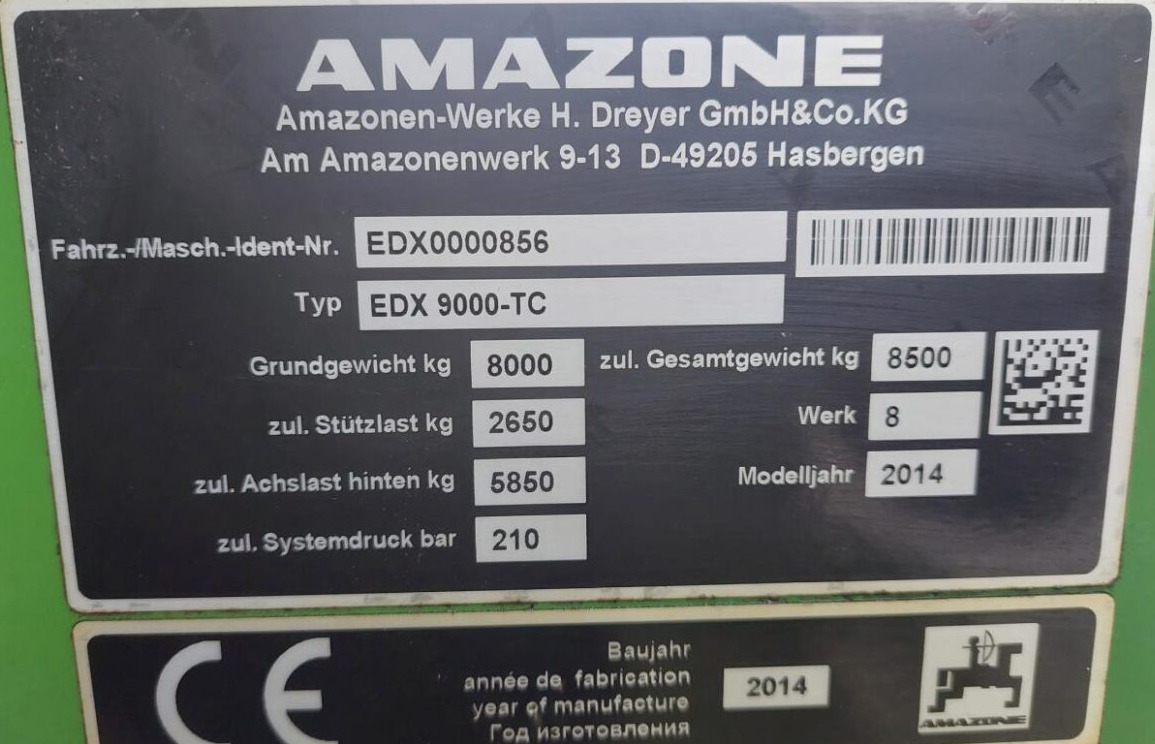 AMAZONE
Amazonen-Werke H. Dreyer GmbH&Co.KG
Am Amazonenwerk 9-13 D-49205 Hasbergen
Fahrz.-/Masch.-Ident-Nr. EDX0000856
Typ EDX 9000-TC
Grundgewicht kg 8000 zul. Gesamtgewicht kg 8500
zul. Stützlast kg 2650 Werk 8
zul. Achslast hinten kg 5850 Modelljahr 2014
zul. Systemdruck bar 210
CE
Baujahr
année de fabrication
year of manufacture
Год изготовления
2014
AMAZONE